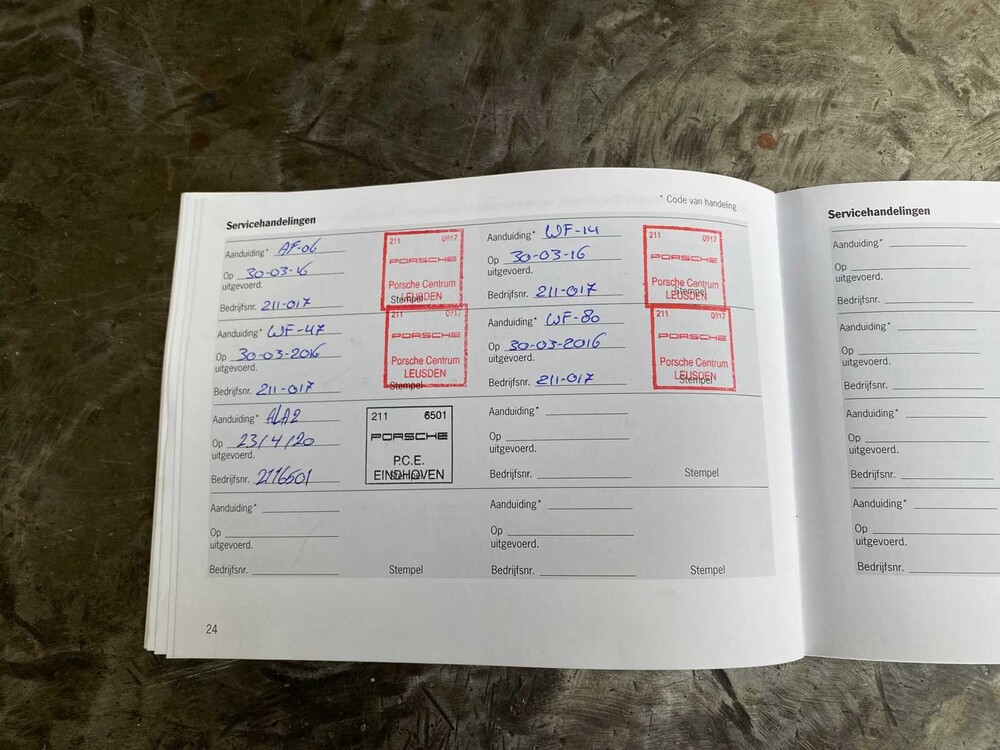 Servicehandelingen
* Code van handeling
Aanduiding* AF-06
Op 30-03-16
uitgevoerd.
Bedrijfsnr. 211-017
Stempel
211 0917
PORSCHE
Porsche Centrum
LEUSDEN
Aanduiding* WF-14
Op 30-03-16
uitgevoerd.
Bedrijfsnr. 211-017
Stempel
211 0917
PORSCHE
Porsche Centrum
LEUSDEN
Aanduiding* WF-47
Op 30-03-2016
uitgevoerd.
Bedrijfsnr. 211-017
Stempel
211 0917
PORSCHE
Porsche Centrum
LEUSDEN
Aanduiding* WF-80
Op 30-03-2016
uitgevoerd.
Bedrijfsnr. 211-017
Stempel
211 0917
PORSCHE
Porsche Centrum
LEUSDEN
Aanduiding* ALA2
Op 23/4/20
uitgevoerd.
Bedrijfsnr. 2116501
Stempel
211 6501
PORSCHE
P.C.E.
EINDHOVEN
Aanduiding*
Op
uitgevoerd.
Bedrijfsnr. Stempel
Aanduiding*
Op
uitgevoerd.
Bedrijfsnr. Stempel
Aanduiding*
Op
uitgevoerd.
Bedrijfsnr. Stempel
24
Servicehandelingen
Aanduiding*
Op
uitgevoerd.
Bedrijfsnr.
Aanduiding*
Op
uitgevoerd.
Bedrijfsnr.
Aanduiding*
Op
uitgevoerd.
Bedrijfsnr.
Aanduiding*
Op
uitgevoerd.
Bedrijfsnr.